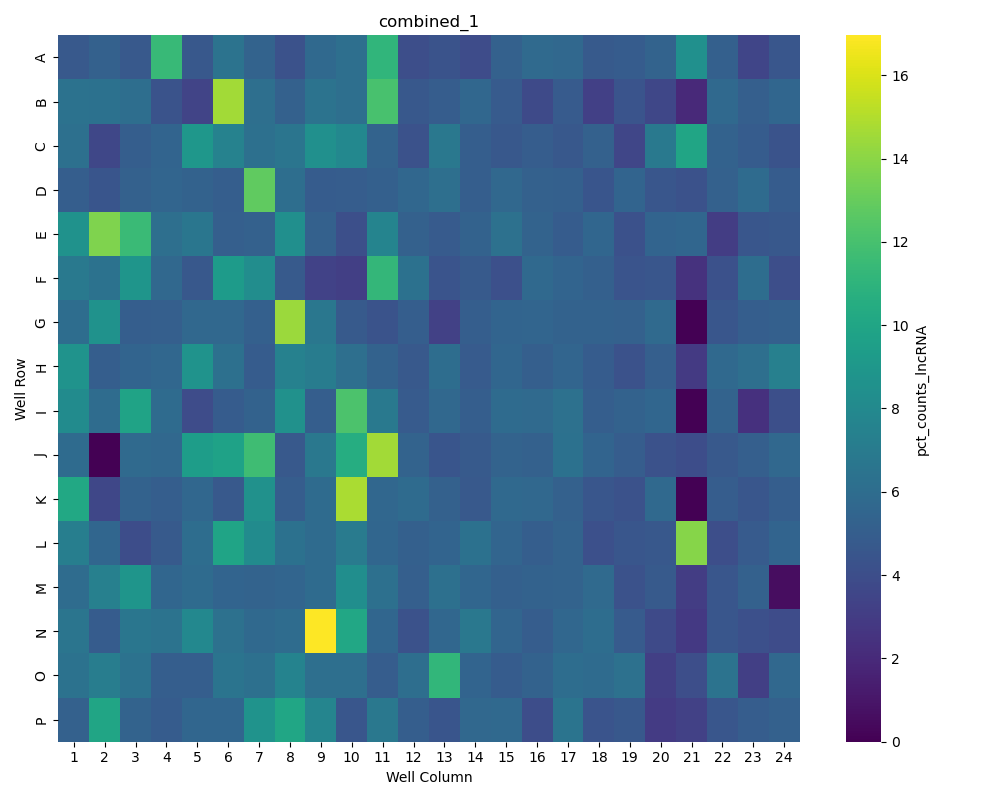 combined_1
A
B
C
D
E
F
G
H
I
J
K
L
M
N
O
P
Well Row
1 2 3 4 5 6 7 8 9 10 11 12 13 14 15 16 17 18 19 20 21 22 23 24
Well Column
16
14
12
10
8
6
4
2
0
pct_counts_lncRNA